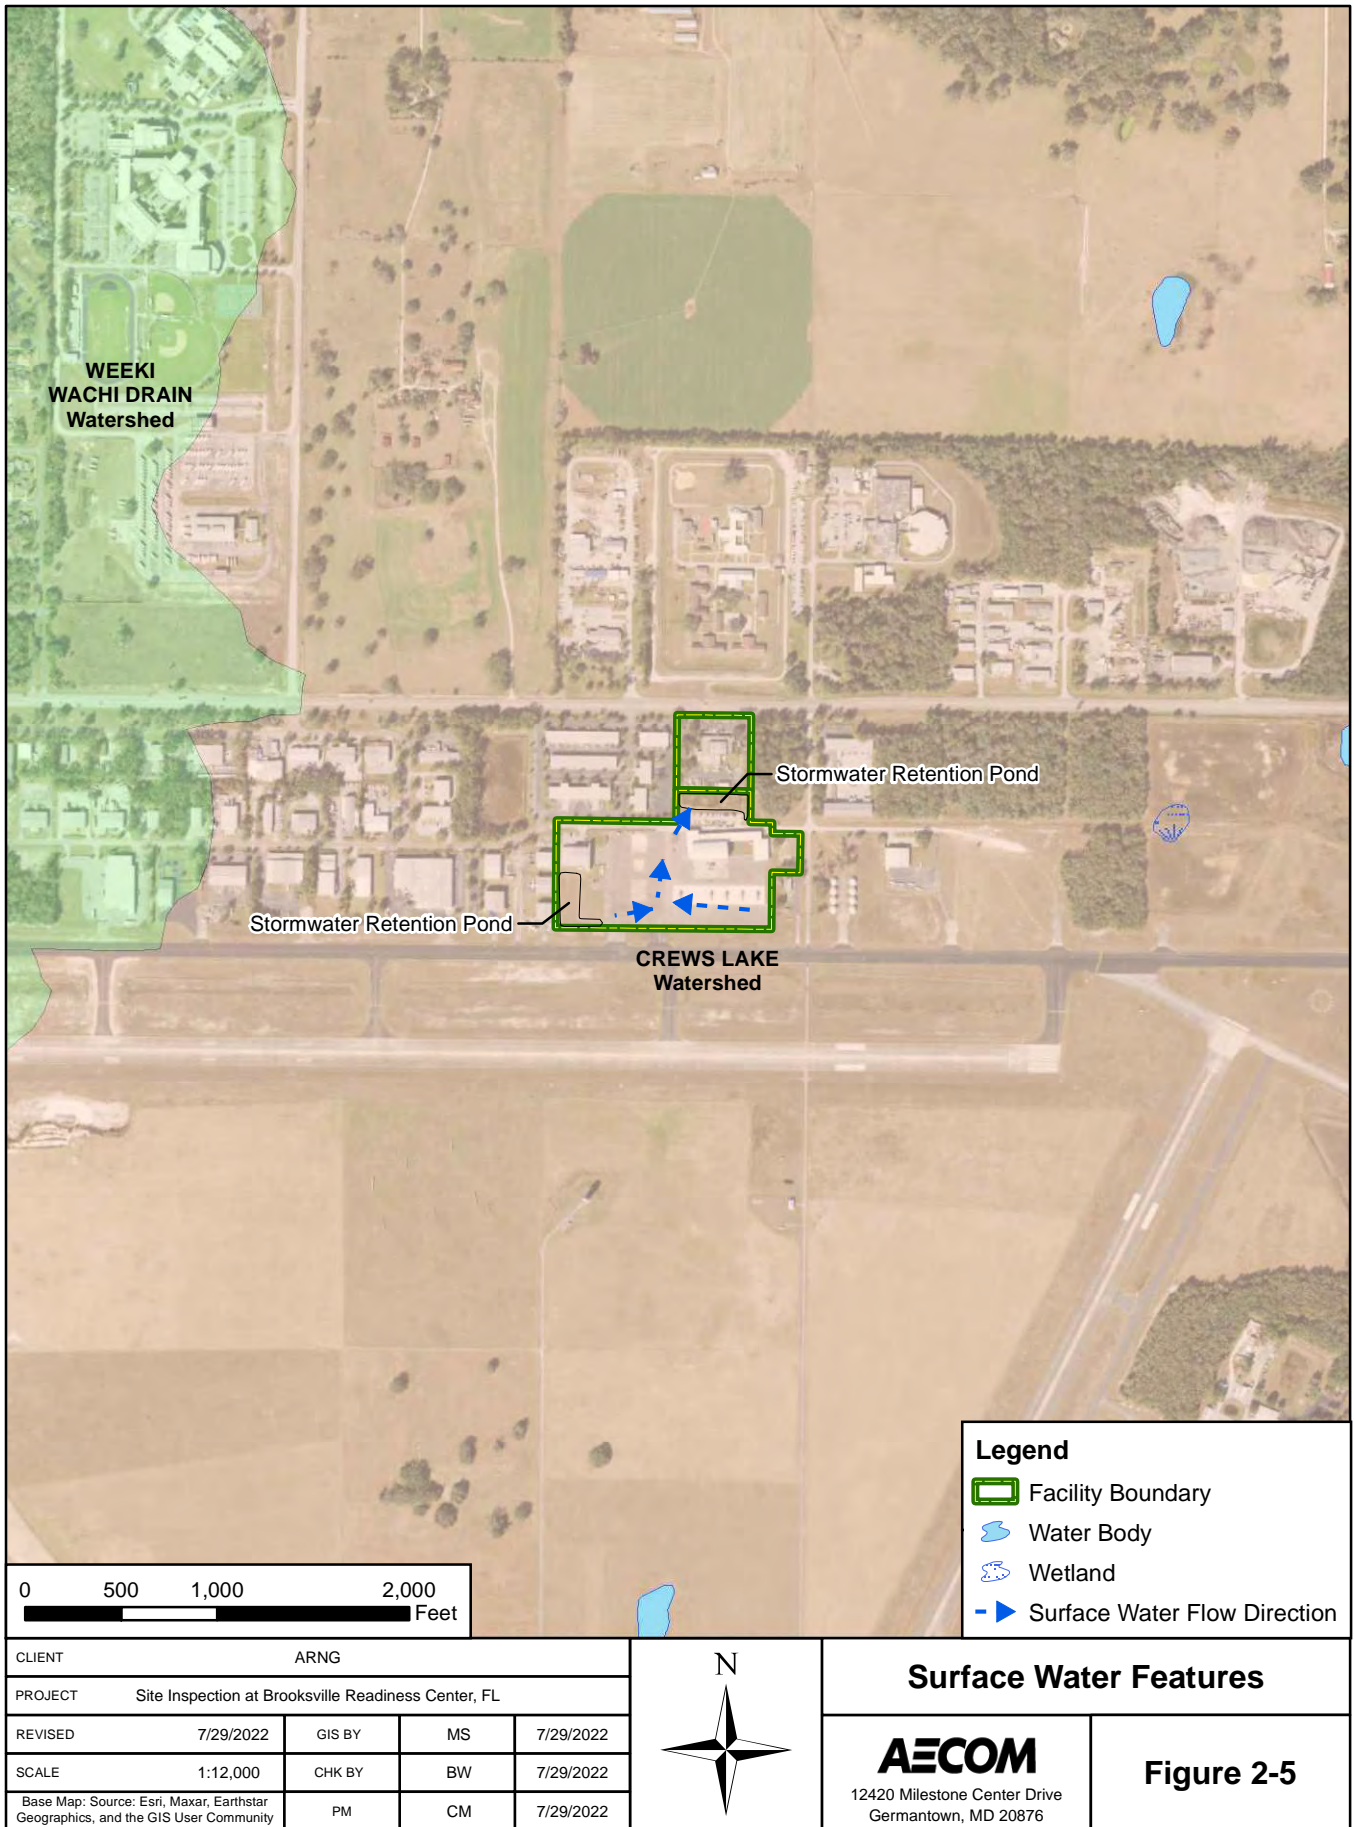 WEEKI
WACHI DRAIN
Watershed
Stormwater Retention Pond
Stormwater Retention Pond
CREWS LAKE
Watershed
Legend
Facility Boundary
Water Body
Wetland
Surface Water Flow Direction
0 500 1,000 2,000
Feet
CLIENT ARNG
PROJECT Site Inspection at Brooksville Readiness Center, FL
REVISED 7/29/2022 GIS BY MS 7/29/2022
SCALE 1:12,000 CHK BY BW 7/29/2022
Base Map: Source: Esri, Maxar, Earthstar
Geographics, and the GIS User Community
PM CM 7/29/2022
N
Surface Water Features
AECOM
12420 Milestone Center Drive
Germantown, MD 20876
Figure 2-5